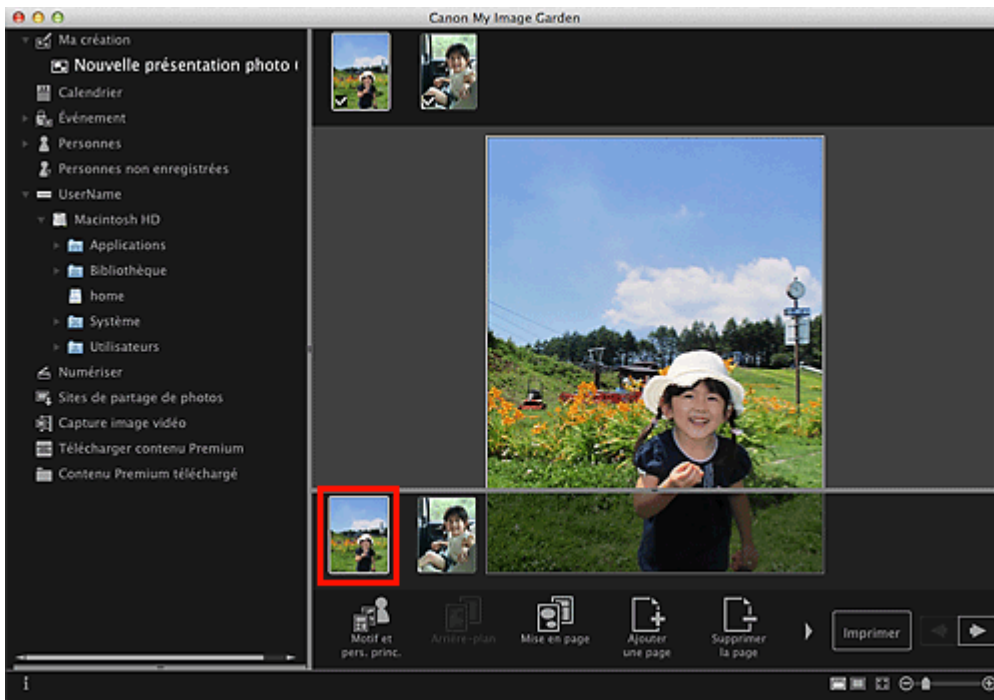 Canon My Image Garden
Ma création
Nouvelle présentation photo
Calendrier
Événement
Personnes
Personnes non enregistrées
UserName
Macintosh HD
Applications
Bibliothèque
home
Système
Utilisateurs
Numériser
Sites de partage de photos
Capture image vidéo
Télécharger contenu Premium
Contenu Premium téléchargé
Motif et
pers. princ.
Arrière-plan
Mise en page
Ajouter
une page
Supprimer
la page
Imprimer